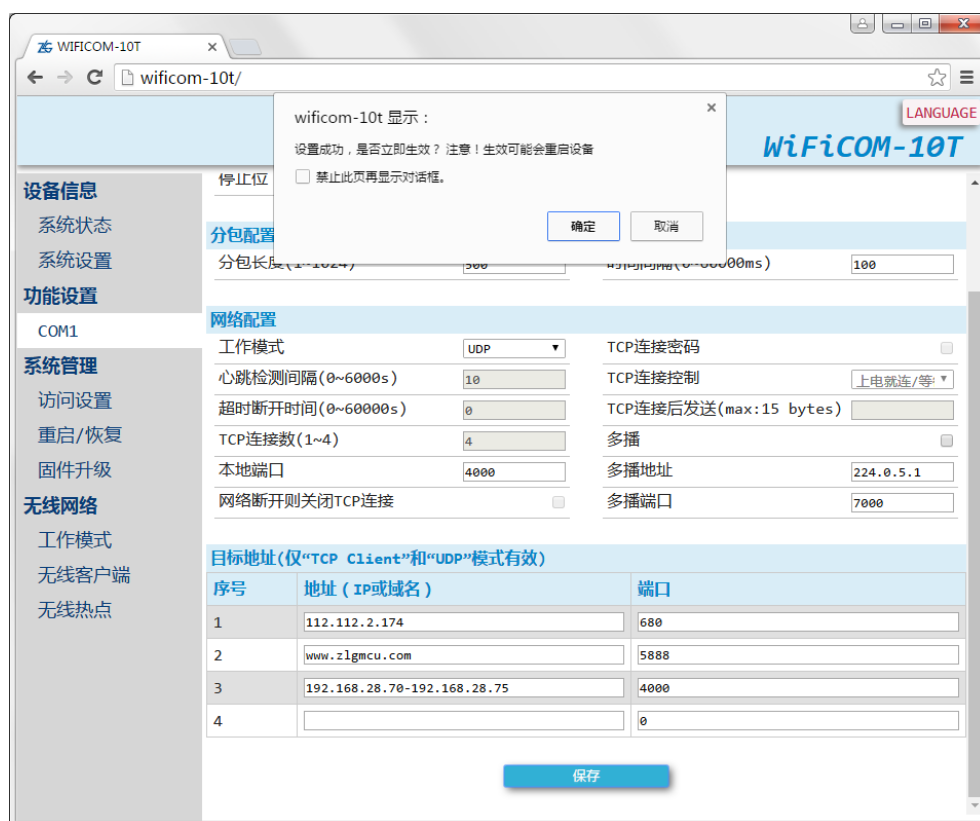 WIFICOM-10T
wificom-10t/
LANGUAGE
WiFiCOM-10T
wificom-10t 显示：
设置成功，是否立即生效？ 注意！生效可能会重启设备
禁止此页再显示对话框。
确定 取消
设备信息
系统状态
系统设置
功能设置
COM1
系统管理
访问设置
重启/恢复
固件升级
无线网络
工作模式
无线客户端
无线热点
停止位
分包配置
分包长度(1~1024) 500 时间间隔(0~60000ms) 100
网络配置
工作模式 UDP TCP连接密码
心跳检测间隔(0~6000s) 10 TCP连接控制 上电就连/等
超时断开时间(0~60000s) 0 TCP连接后发送(max:15 bytes)
TCP连接数(1~4) 4 多播
本地端口 4000 多播地址 224.0.5.1
网络断开则关闭TCP连接 多播端口 7000
目标地址(仅“TCP Client”和“UDP”模式有效)
序号 地址（IP或域名） 端口
1 112.112.2.174 680
2 www.zlgmcu.com 5888
3 192.168.28.70-192.168.28.75 4000
4 0
保存